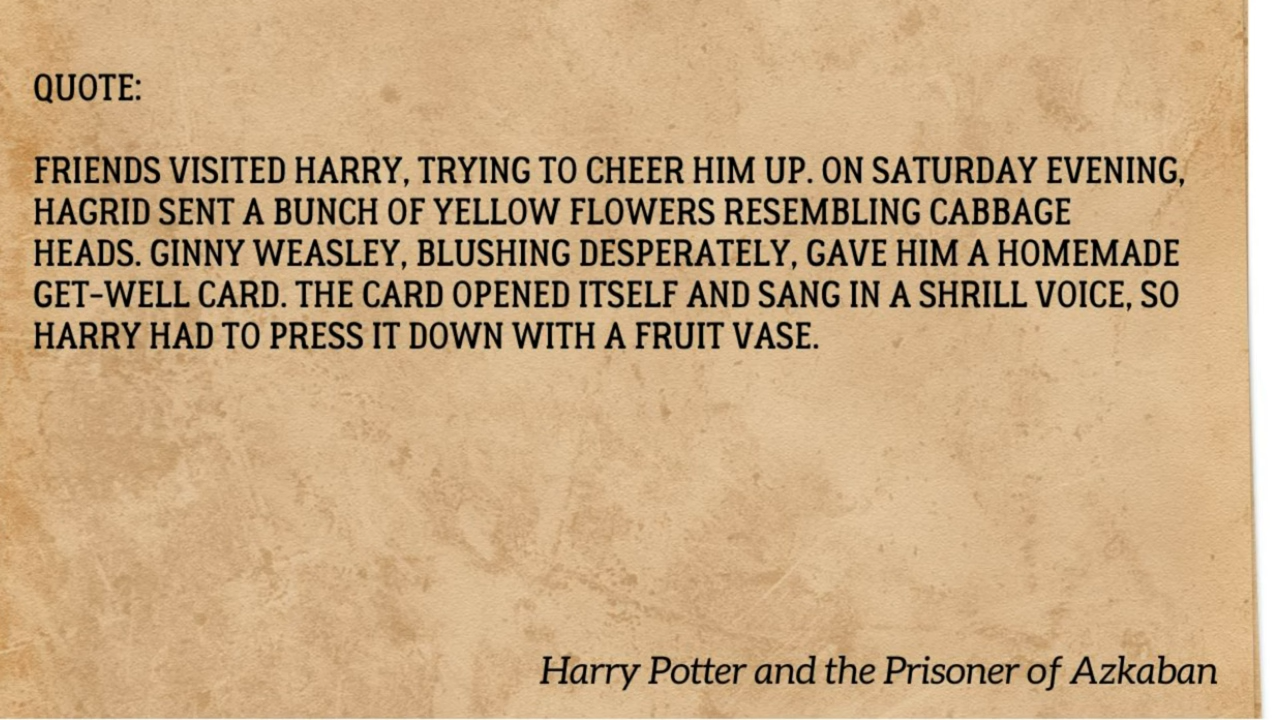 QUOTE:
FRIENDS VISITED HARRY, TRYING TO CHEER HIM UP. ON SATURDAY EVENING,
HAGRID SENT A BUNCH OF YELLOW FLOWERS RESEMBLING CABBAGE
HEADS. GINNY WEASLEY, BLUSHING DESPERATELY, GAVE HIM A HOMEMADE
GET-WELL CARD. THE CARD OPENED ITSELF AND SANG IN A SHRILL VOICE, SO
HARRY HAD TO PRESS IT DOWN WITH A FRUIT VASE.
Harry Potter and the Prisoner of Azkaban